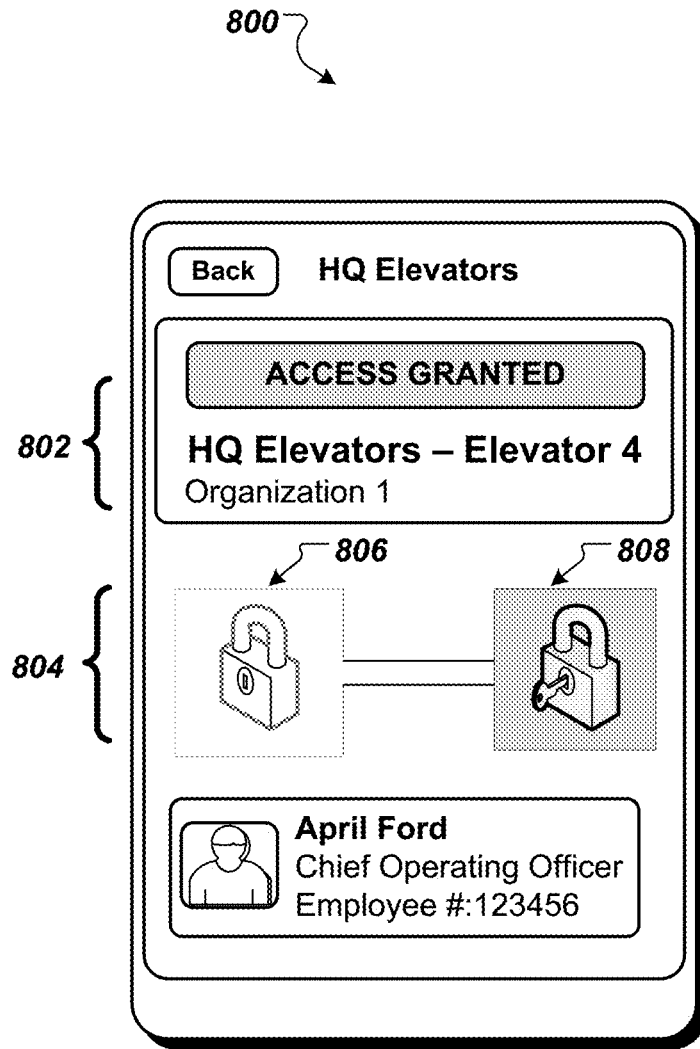 800
Back HQ Elevators
ACCESS GRANTED
802
HQ Elevators – Elevator 4
Organization 1
806 808
804
April Ford
Chief Operating Officer
Employee #:123456